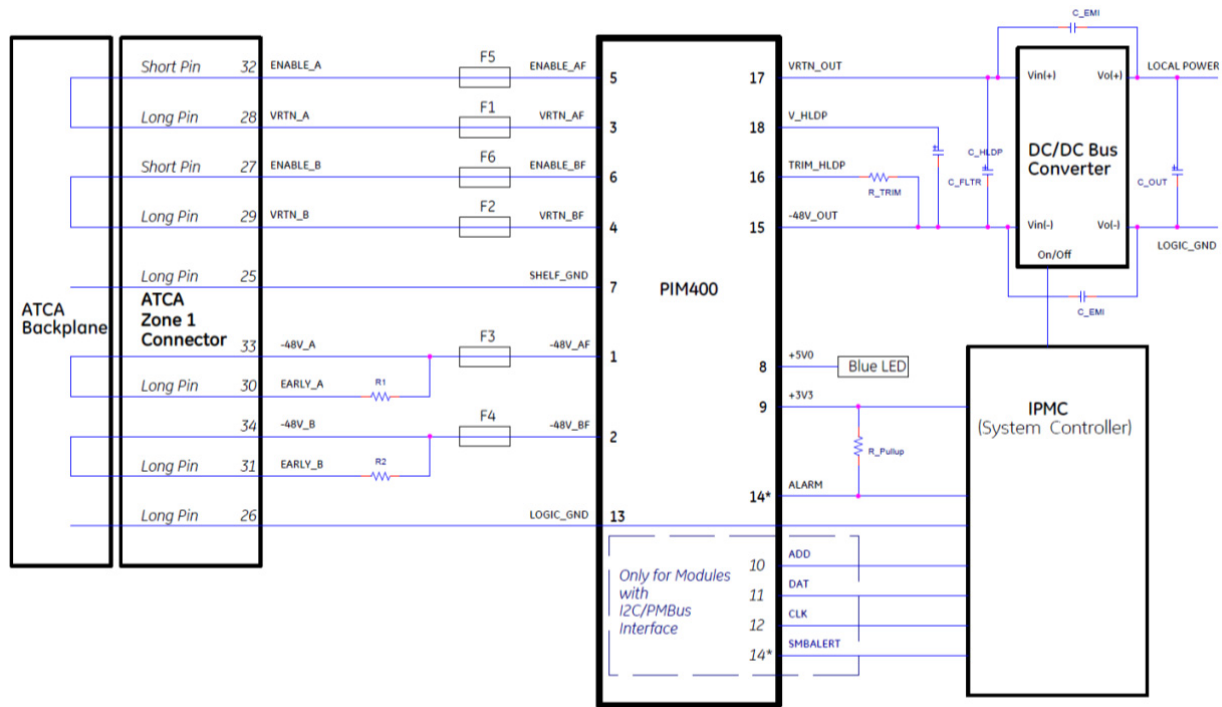 C_EMI
F5
Short Pin 32 ENABLE_A ENABLE_AF 5 17 VRTN_OUT Vin(+) Vo(+) LOCAL POWER
F1
Long Pin 28 VRTN_A VRTN_AF 3 18 V_HLDP
F6
Short Pin 27 ENABLE_B ENABLE_BF 6 16 TRIM_HLDP
R_TRIM
C_HLDP
C_FLTR
DC/DC Bus
Converter
C_OUT
F2
Long Pin 29 VRTN_B VRTN_BF 4 15 -48V_OUT Vin(-) Vo(-)
LOGIC_GND
On/Off
Long Pin 25 SHELF_GND 7
PIM400
C_EMI
ATCA
Backplane
ATCA
Zone 1
Connector
33 -48V_A F3 -48V_AF 1
8 +5V0 Blue LED
Long Pin 30 EARLY_A R1
9 +3V3
IPMC
(System Controller)
34 -48V_B F4 -48V_BF 2
R_Pullup
Long Pin 31 EARLY_B R2
14* ALARM
Long Pin 26 LOGIC_GND 13
Only for Modules
with
I2C/PMBus
Interface
10 ADD
11 DAT
12 CLK
14* SMBALERT